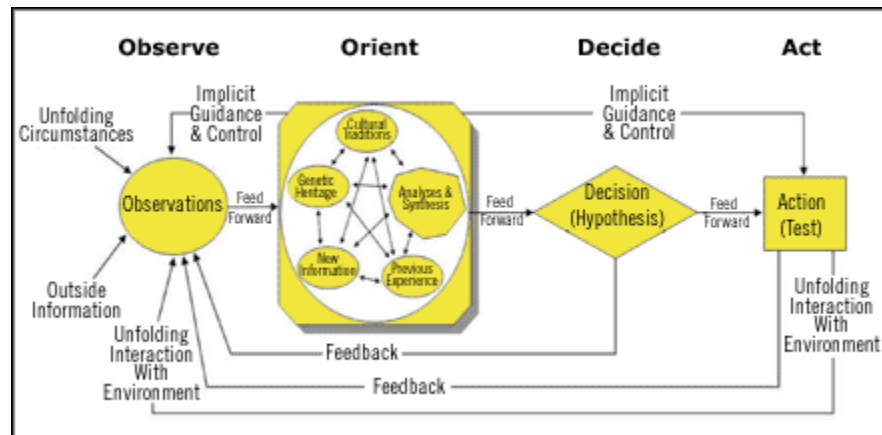 Observe
Orient
Decide
Act
Unfolding
Circumstances
Implicit
Guidance
& Control
Cultural
Traditions
Genetic
Heritage
Analyses &
Synthesis
New
Information
Previous
Experience
Implicit
Guidance
& Control
Observations
Feed
Forward
Feed
Forward
Decision
(Hypothesis)
Feed
Forward
Action
(Test)
Outside
Information
Unfolding
Interaction
With
Environment
Feedback
Feedback
Unfolding
Interaction
With
Environment